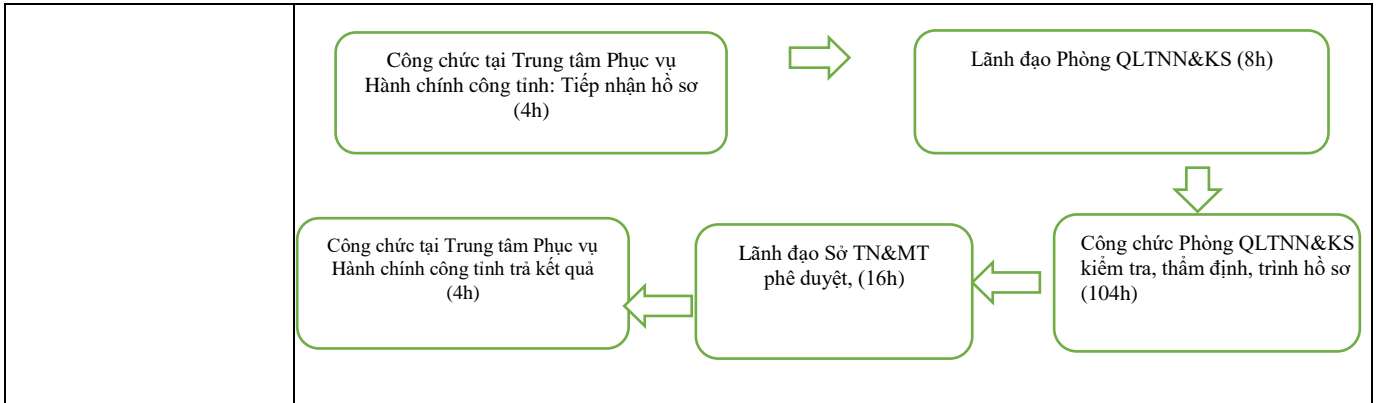 Công chức tại Trung tâm Phục vụ
Hành chính công tỉnh: Tiếp nhận hồ sơ
(4h)
Lãnh đạo Phòng QLTNN&KS (8h)
Công chức Phòng QLTNN&KS
kiểm tra, thẩm định, trình hồ sơ
(104h)
Lãnh đạo Sở TN&MT
phê duyệt, (16h)
Công chức tại Trung tâm Phục vụ
Hành chính công tỉnh trả kết quả
(4h)